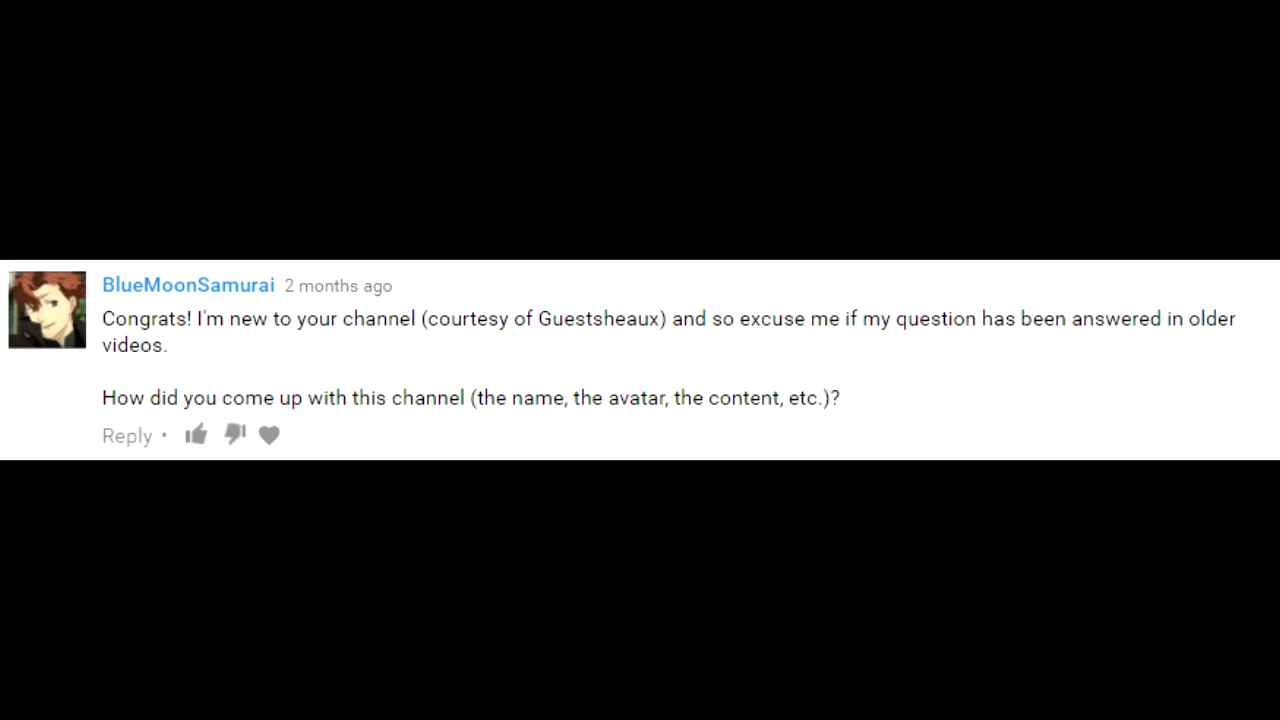 BlueMoonSamurai 2 months ago
Congrats! I'm new to your channel (courtesy of Guestsheaux) and so excuse me if my question has been answered in older
videos.
How did you come up with this channel (the name, the avatar, the content, etc.)?
Reply •